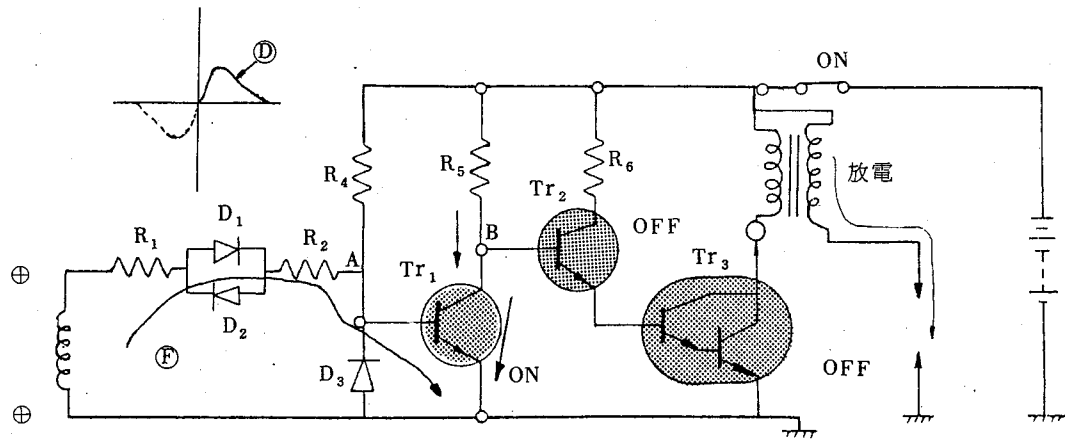 Ⓓ
ON
R₄
R₅
R₆
Tr₂
OFF
放電
R₁
D₁
R₂
A
B
Tr₁
Tr₃
D₂
Ⓕ
D₃
ON
OFF